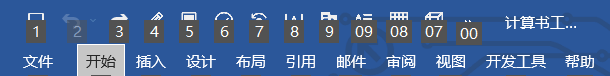 计算书工...
1 2 3 4 5 6 7 8 9 09 08 07 00
文件 开始 插入 设计 布局 引用 邮件 审阅 视图 开发工具 帮助